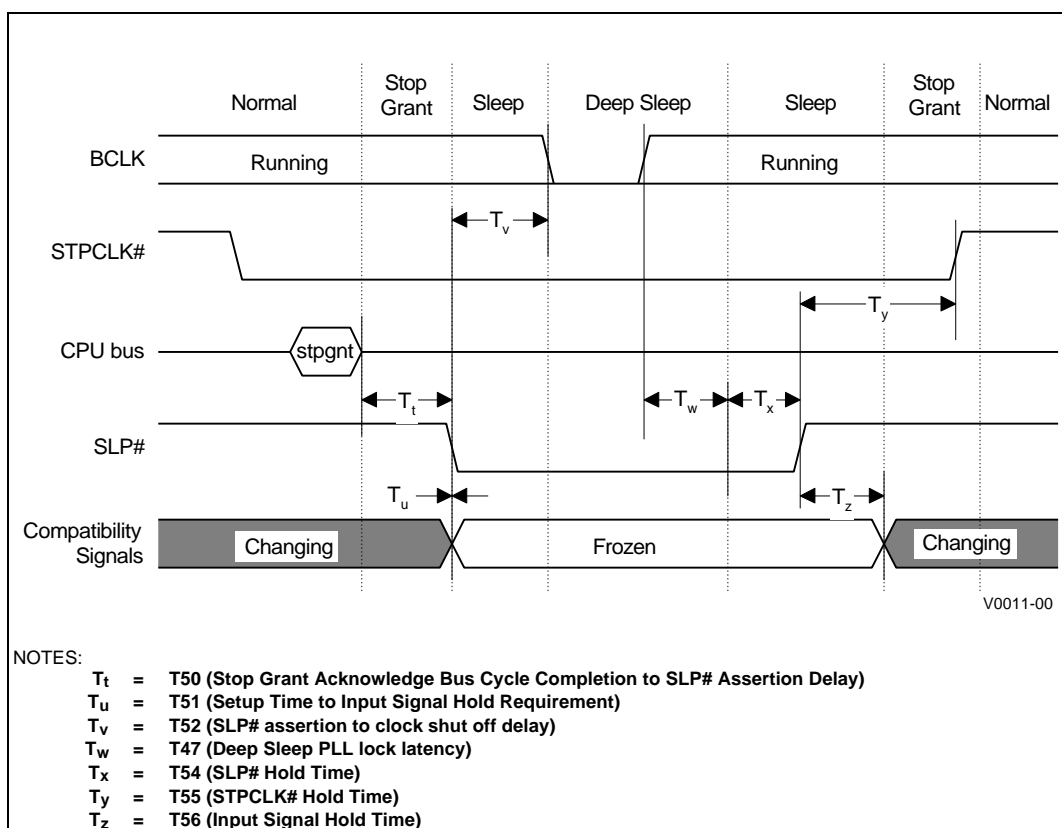 Normal
Stop
Grant
Sleep
Deep Sleep
Sleep
Stop
Grant
Normal
BCLK
Running
Running
Tv
STPCLK#
Ty
CPU bus
stpgnt
Tt
Tw
Tx
SLP#
Tu
Tz
Compatibility
Signals
Changing
Frozen
Changing
V0011-00
NOTES:
Tt = T50 (Stop Grant Acknowledge Bus Cycle Completion to SLP# Assertion Delay)
Tu = T51 (Setup Time to Input Signal Hold Requirement)
Tv = T52 (SLP# assertion to clock shut off delay)
Tw = T47 (Deep Sleep PLL lock latency)
Tx = T54 (SLP# Hold Time)
Ty = T55 (STPCLK# Hold Time)
Tz = T56 (Input Signal Hold Time)